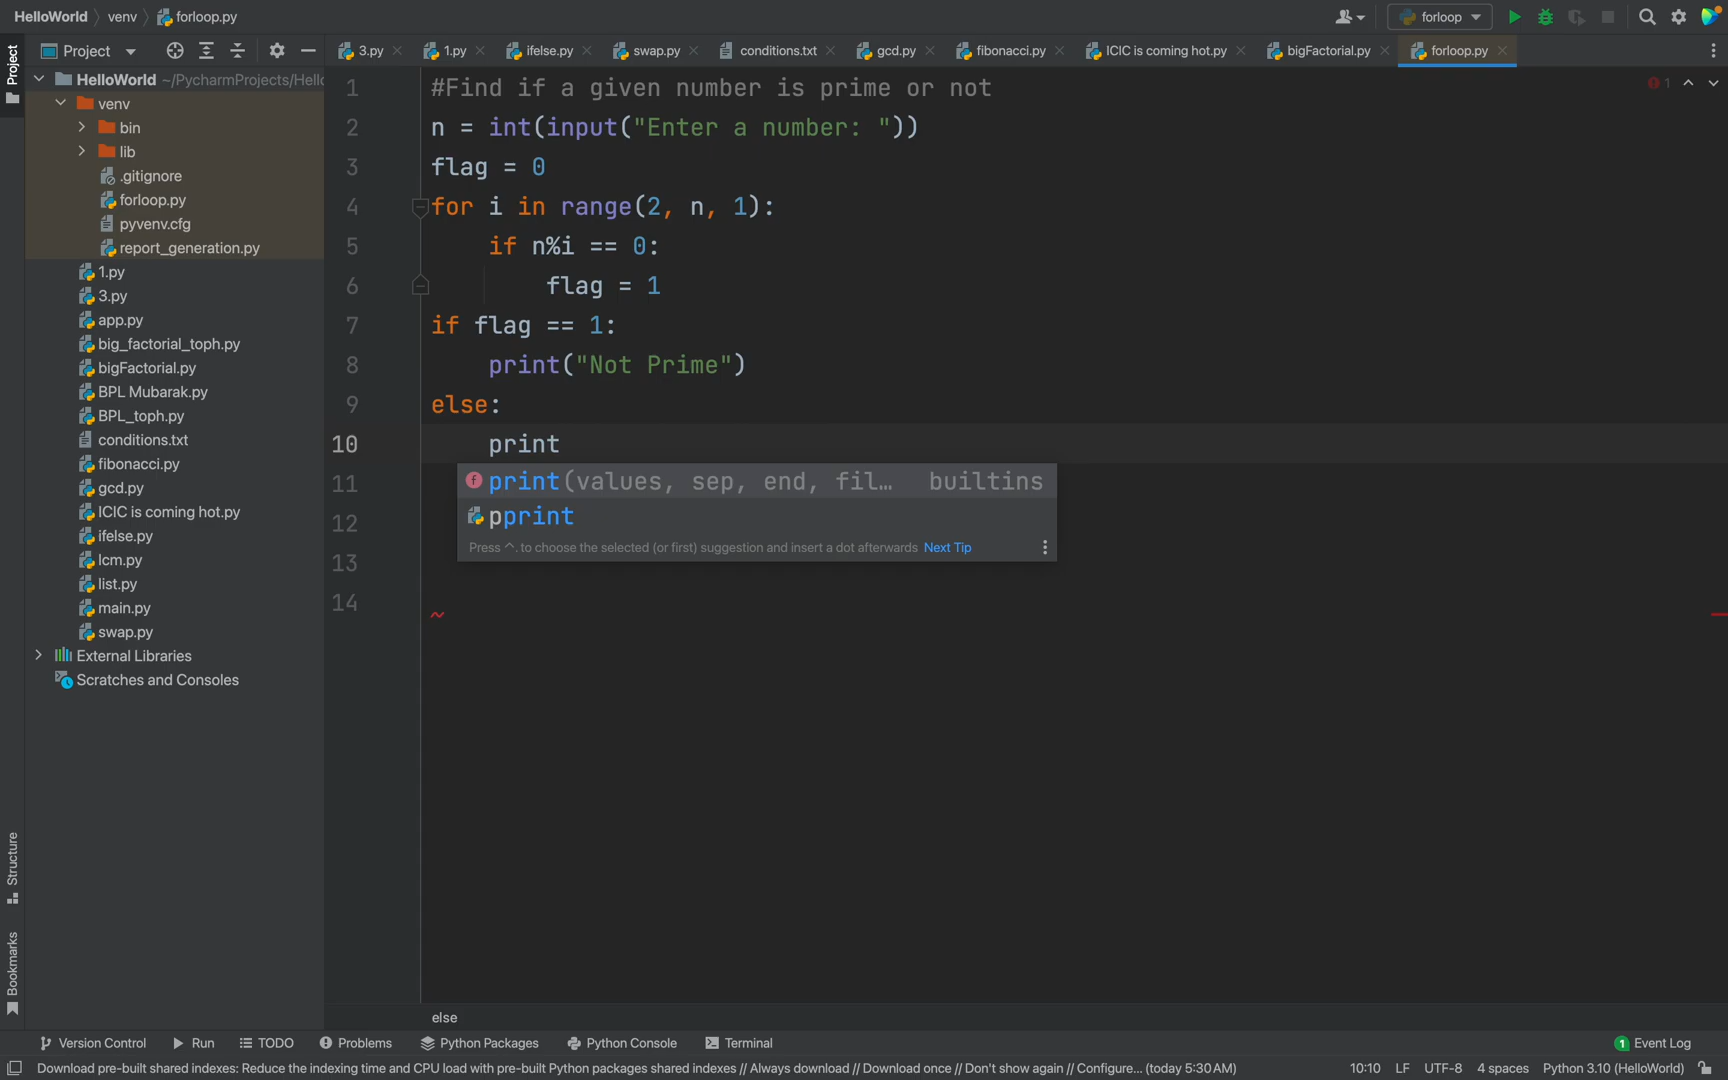 HelloWorld venv forloop.py forloop
Project
Project
3.py 1.py ifelse.py swap.py conditions.txt gcd.py fibonacci.py ICIC is coming hot.py bigFactorial.py forloop.py
HelloWorld ~/PycharmProjects/Hello
venv
bin
lib
.gitignore
forloop.py
pyvenv.cfg
report_generation.py
1.py
3.py
app.py
big_factorial_toph.py
bigFactorial.py
BPL Mubarak.py
BPL_toph.py
conditions.txt
fibonacci.py
gcd.py
ICIC is coming hot.py
ifelse.py
lcm.py
list.py
main.py
swap.py
External Libraries
Scratches and Consoles
1 #Find if a given number is prime or not
1
2 n = int(input("Enter a number: "))
3 flag = 0
4 for i in range(2, n, 1):
5 if n%i == 0:
6 flag = 1
7 if flag == 1:
8 print("Not Prime")
9 else:
10 print
11
12
13
14
print(values, sep, end, fil… builtins
pprint
Press ^. to choose the selected (or first) suggestion and insert a dot afterwards Next Tip
Structure
Bookmarks
else
Version Control Run TODO Problems Python Packages Python Console Terminal 1 Event Log
Download pre-built shared indexes: Reduce the indexing time and CPU load with pre-built Python packages shared indexes // Always download // Download once // Don't show again // Configure... (today 5:30 AM) 10:10 LF UTF-8 4 spaces Python 3.10 (HelloWorld)